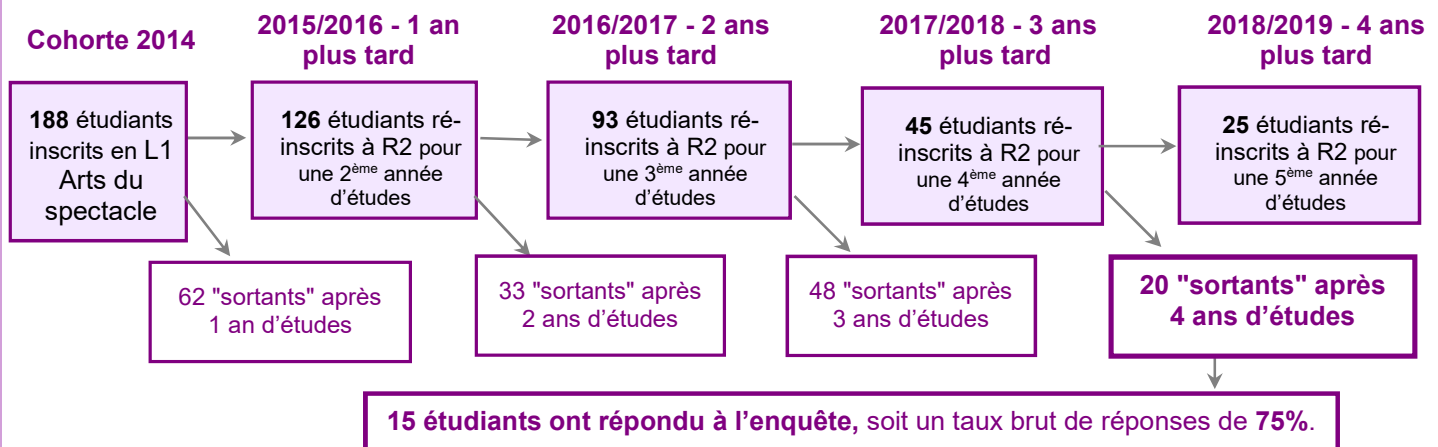 Cohorte 2014
2015/2016 - 1 an
plus tard
2016/2017 - 2 ans
plus tard
2017/2018 - 3 ans
plus tard
2018/2019 - 4 ans
plus tard
188 étudiants
inscrits en L1
Arts du
spectacle
126 étudiants ré-
inscrits à R2 pour
une 2ème année
d’études
93 étudiants ré-
inscrits à R2 pour
une 3ème année
d’études
45 étudiants ré-
inscrits à R2 pour
une 4ème année
d’études
25 étudiants ré-
inscrits à R2 pour
une 5ème année
d’études
62 "sortants" après
1 an d’études
33 "sortants" après
2 ans d’études
48 "sortants" après
3 ans d’études
20 "sortants" après
4 ans d’études
15 étudiants ont répondu à l’enquête, soit un taux brut de réponses de 75%.